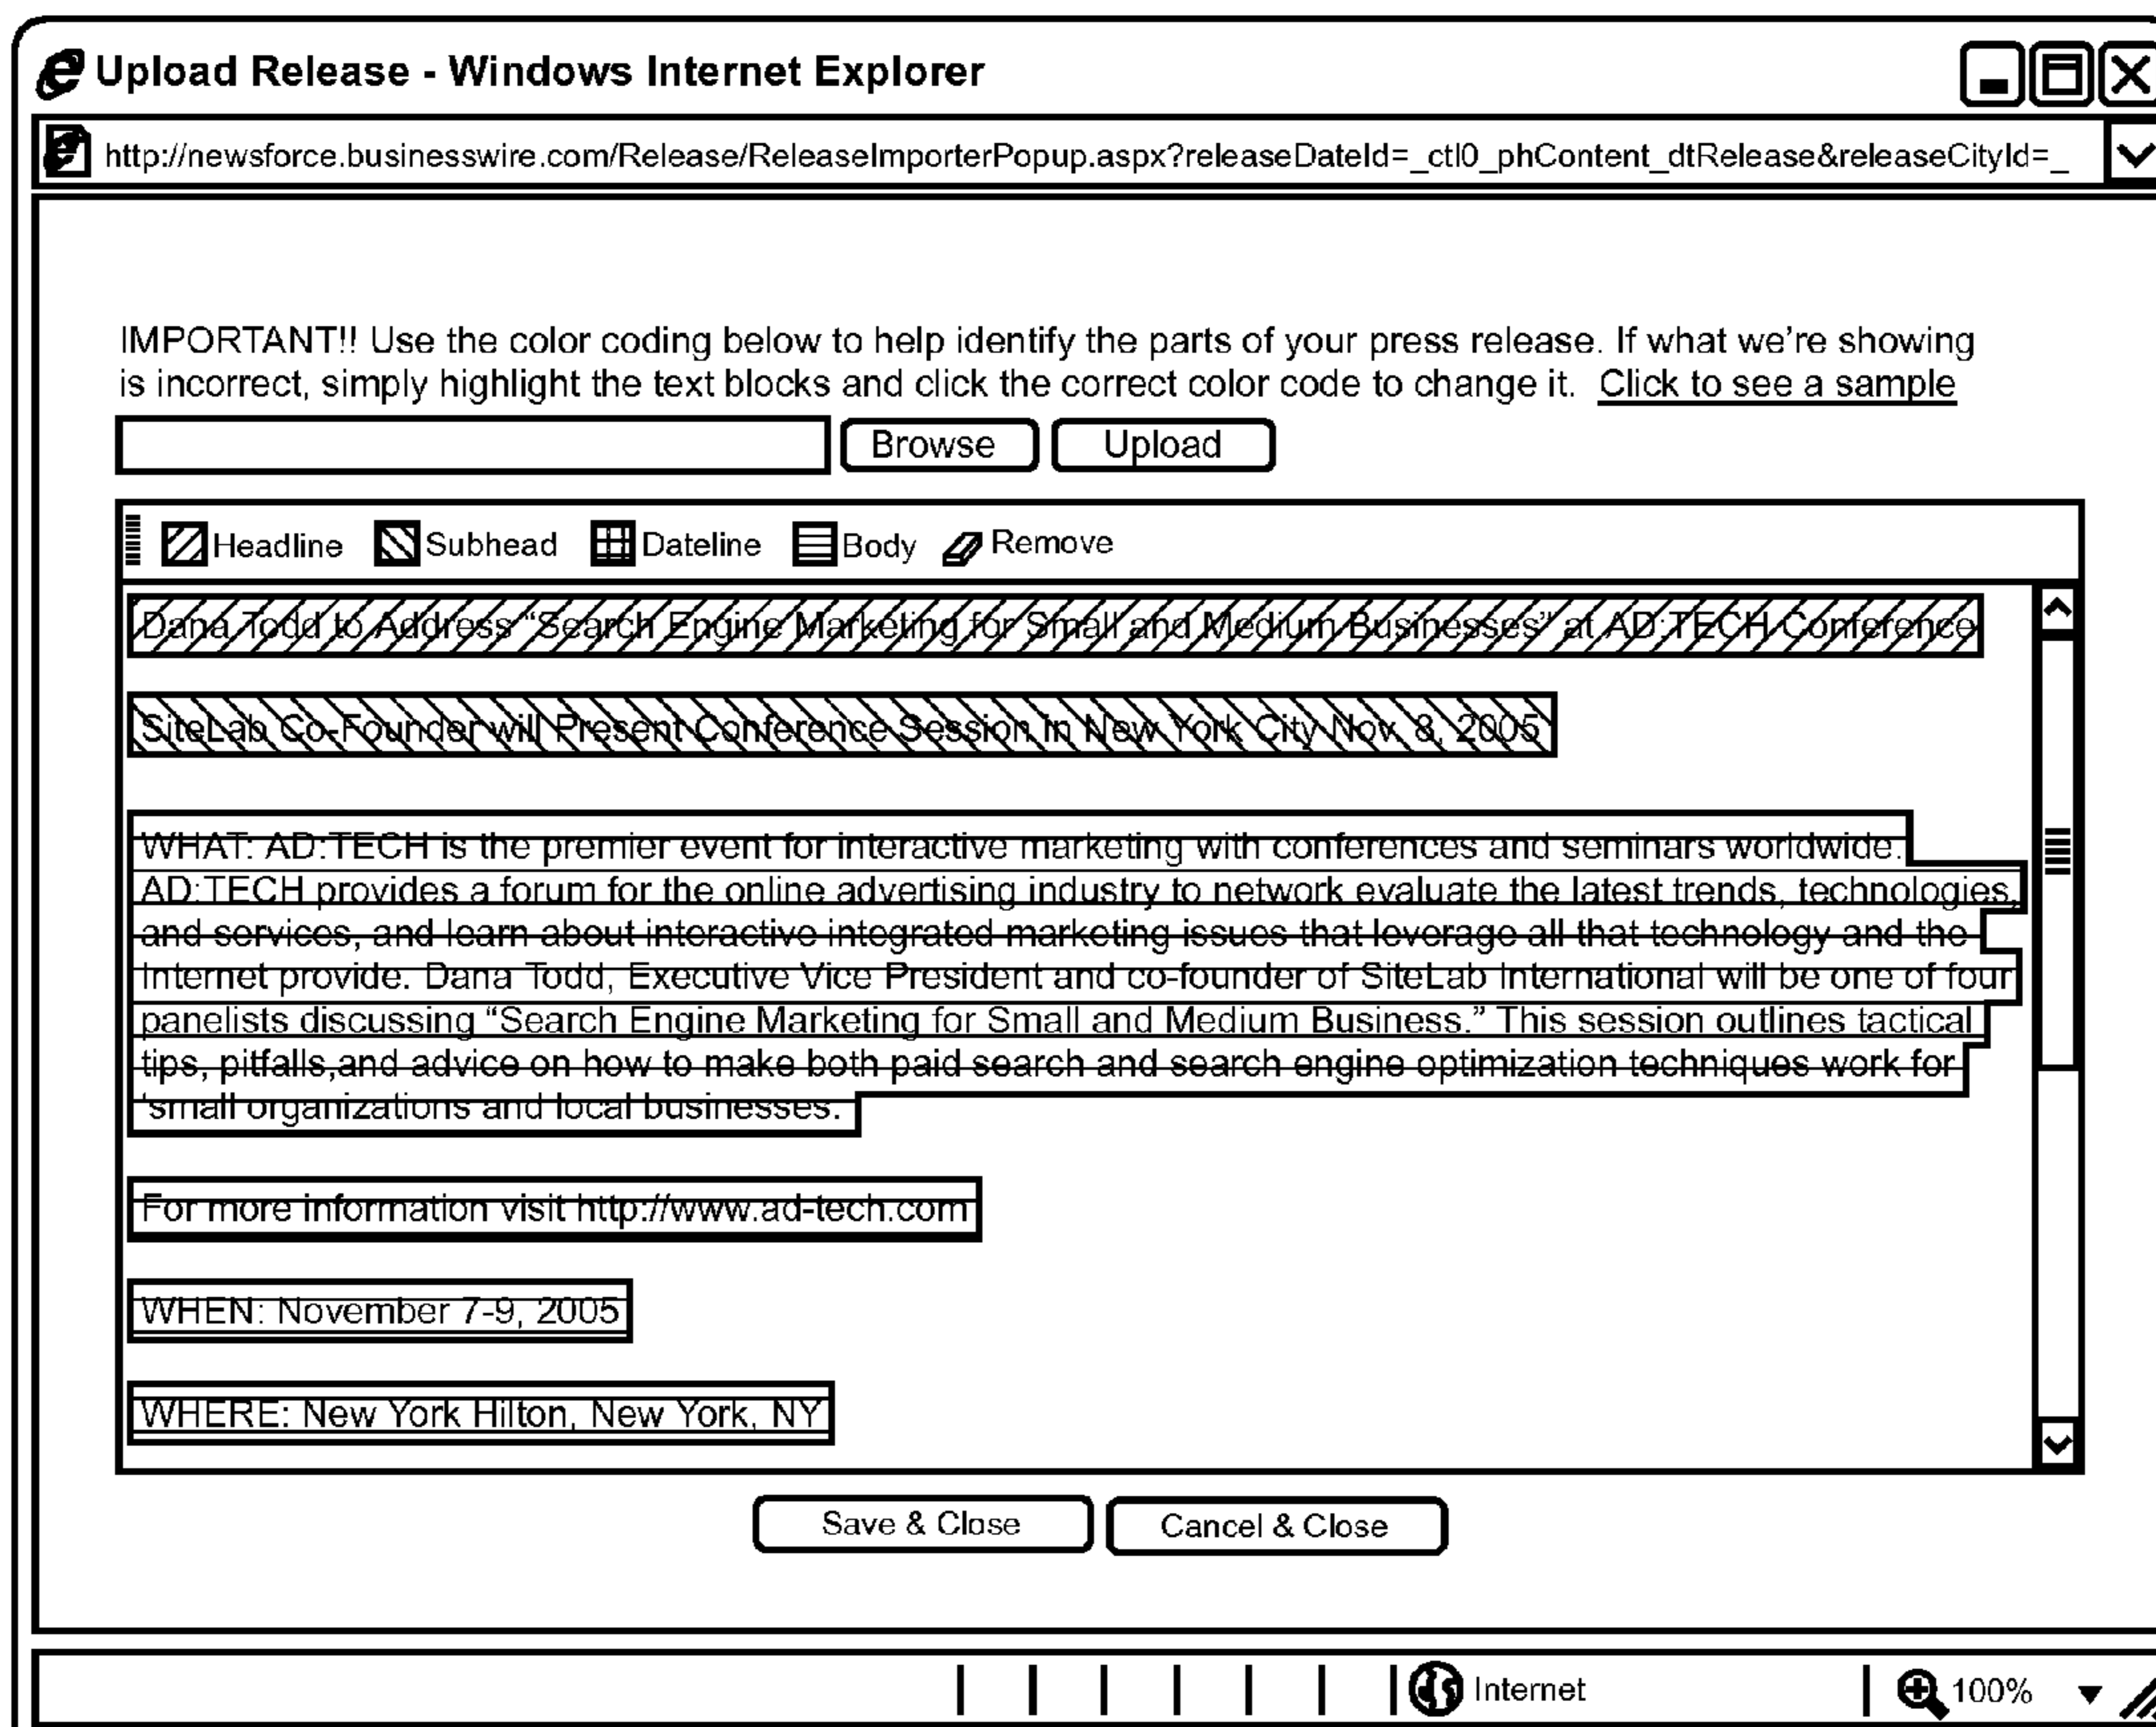 Upload Release - Windows Internet Explorer
http://newsforce.businesswire.com/Release/ReleaseImporterPopup.aspx?releaseDateId=_ctl0_phContent_dtRelease&releaseCityId=_
IMPORTANT!! Use the color coding below to help identify the parts of your press release. If what we're showing
is incorrect, simply highlight the text blocks and click the correct color code to change it. Click to see a sample
Browse Upload
Headline Subhead Dateline Body Remove
Dana Todd to Address “Search Engine Marketing for Small and Medium Businesses” at AD:TECH Conference
SiteLab Co-Founder will Present Conference Session in New York City Nov. 8, 2005
WHAT: AD:TECH is the premier event for interactive marketing with conferences and seminars worldwide.
AD:TECH provides a forum for the online advertising industry to network evaluate the latest trends, technologies,
and services, and learn about interactive integrated marketing issues that leverage all that technology and the
Internet provide. Dana Todd, Executive Vice President and co-founder of SiteLab International will be one of four
panelists discussing “Search Engine Marketing for Small and Medium Business.” This session outlines tactical
tips, pitfalls,and advice on how to make both paid search and search engine optimization techniques work for
‘small organizations and local businesses.
For more information visit http://www.ad-tech.com
WHEN: November 7-9, 2005
WHERE: New York Hilton, New York, NY
Save & Close Cancel & Close
Internet 100%